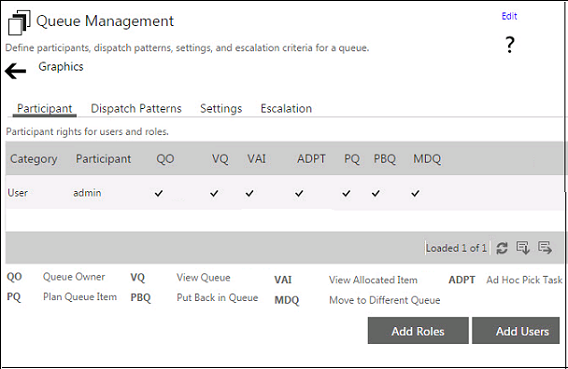 Queue Management
Edit
Define participants, dispatch patterns, settings, and escalation criteria for a queue.
?
Graphics
Participant Dispatch Patterns Settings Escalation
Participant rights for users and roles.
Category Participant QO VQ VAI ADPT PQ PBQ MDQ
User admin ✓ ✓ ✓ ✓ ✓ ✓ ✓
Loaded 1 of 1
QO Queue Owner VQ View Queue VAI View Allocated Item ADPT Ad Hoc Pick Task
PQ Plan Queue Item PBQ Put Back in Queue MDQ Move to Different Queue
Add Roles Add Users